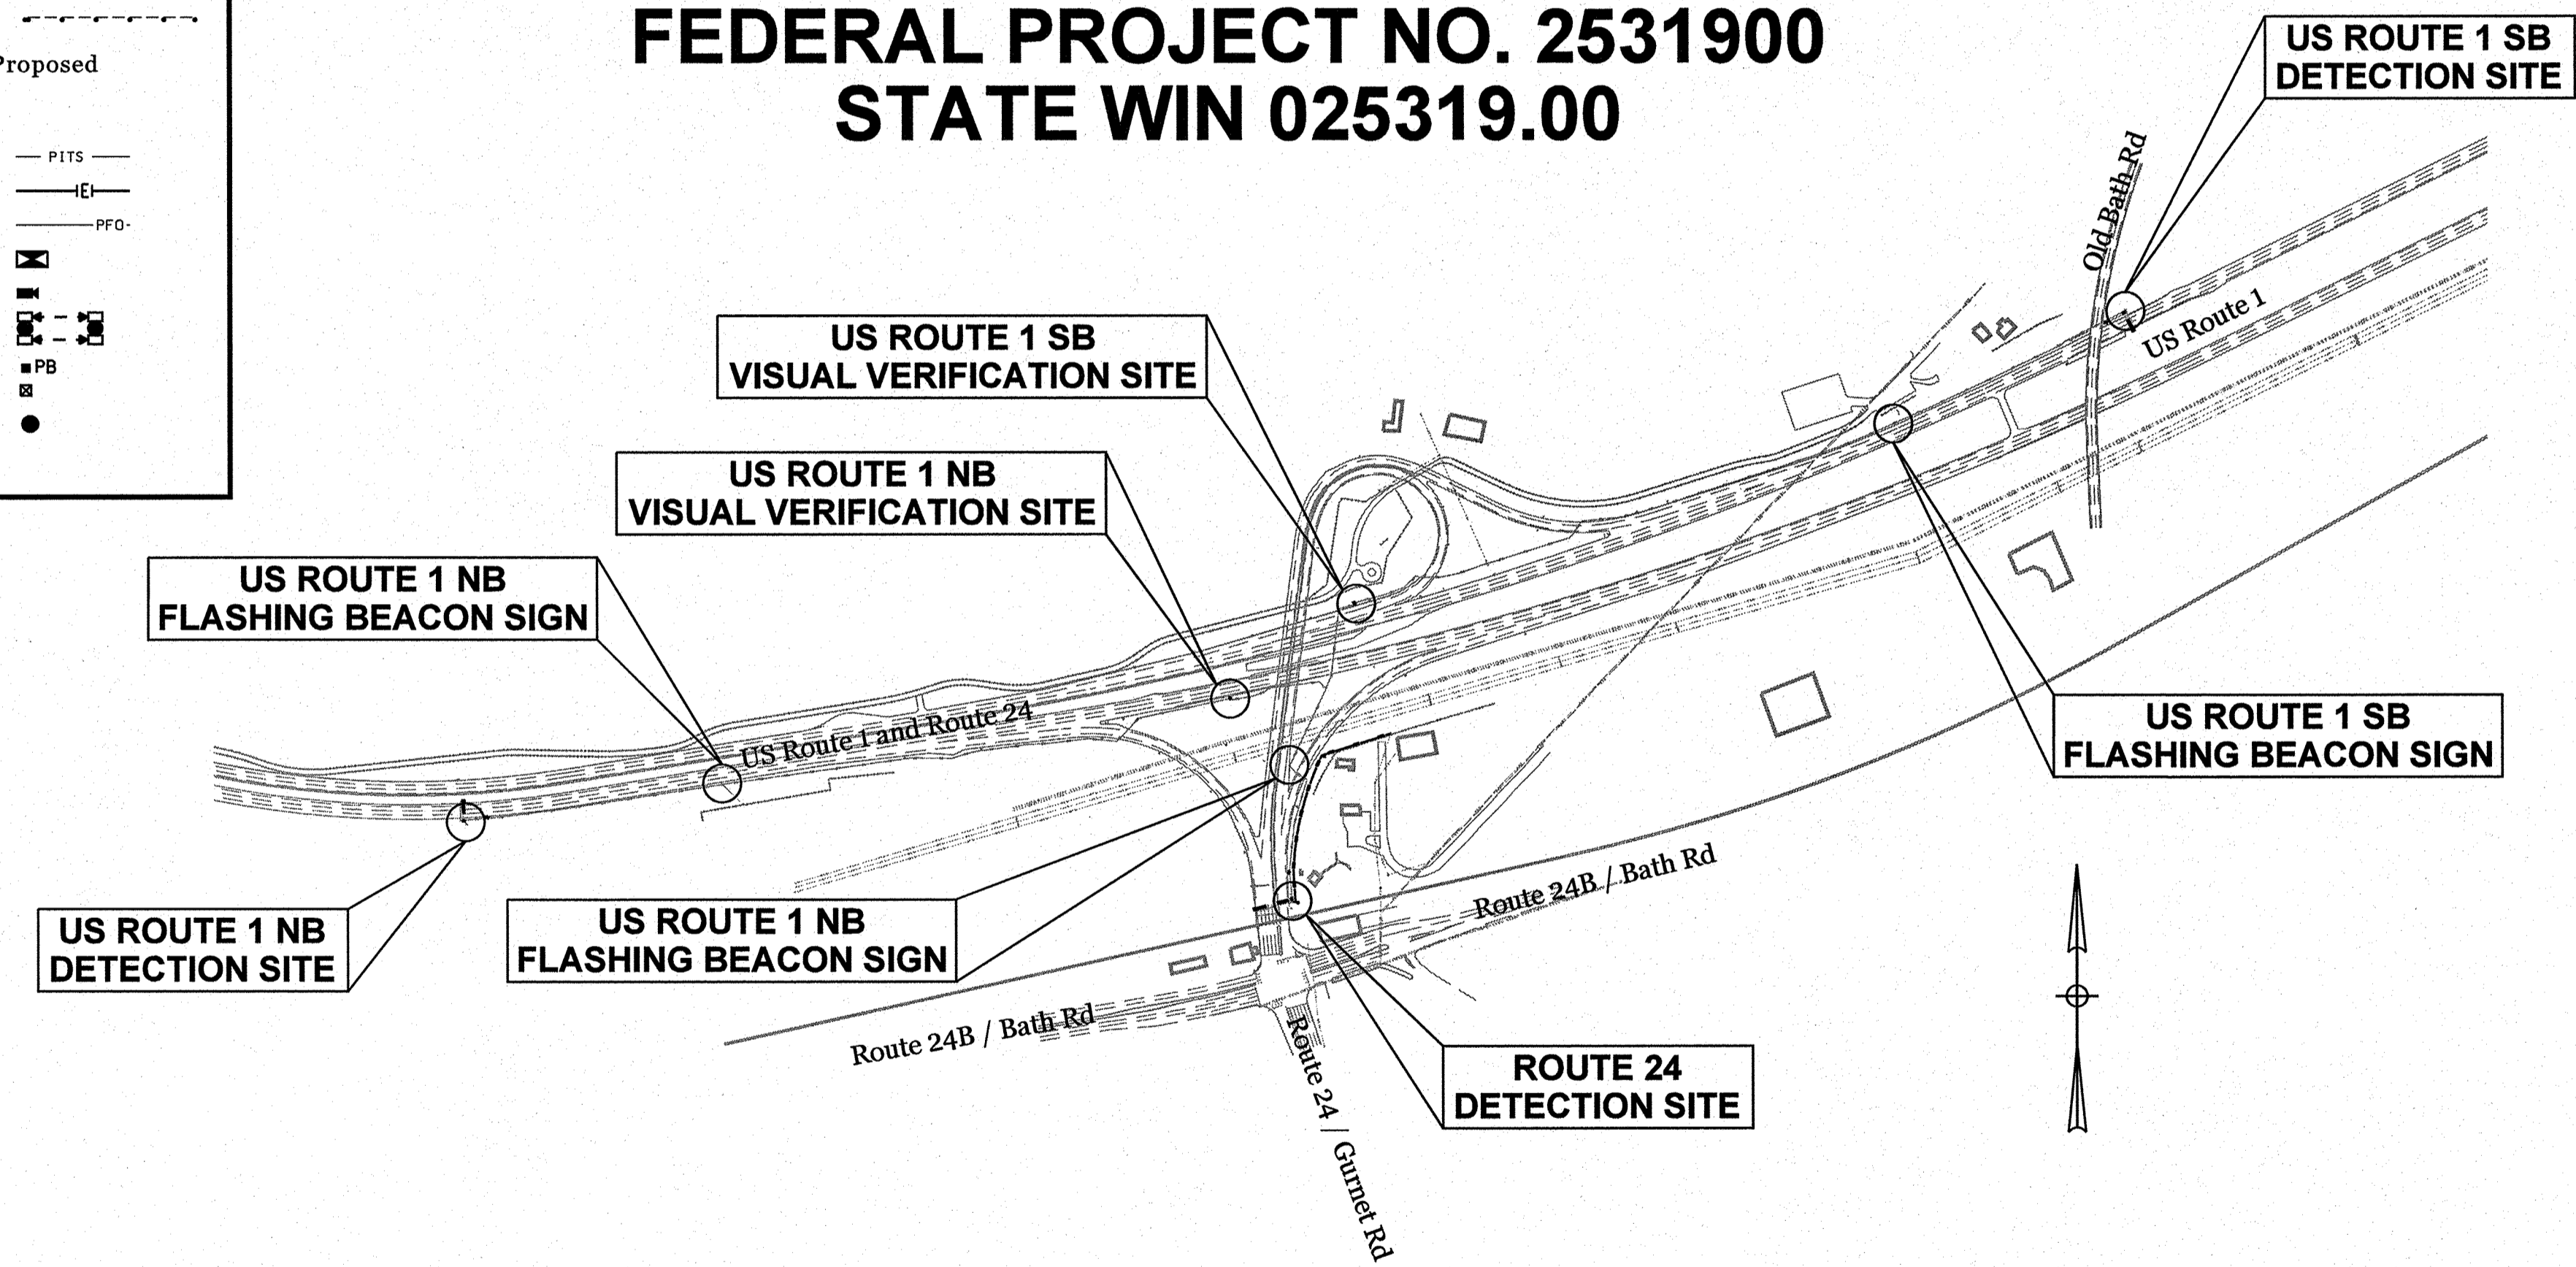 FEDERAL PROJECT NO. 2531900
STATE WIN 025319.00
Proposed
PITS
E
PFO
PB
US ROUTE 1 SB
DETECTION SITE
Old Bath Rd
US Route 1
US ROUTE 1 SB
VISUAL VERIFICATION SITE
US ROUTE 1 NB
VISUAL VERIFICATION SITE
US ROUTE 1 NB
FLASHING BEACON SIGN
US Route 1 and Route 24
US ROUTE 1 SB
FLASHING BEACON SIGN
US ROUTE 1 NB
DETECTION SITE
US ROUTE 1 NB
FLASHING BEACON SIGN
Route 24B / Bath Rd
Route 24B / Bath Rd
Route 24 / Gurnet Rd
ROUTE 24
DETECTION SITE